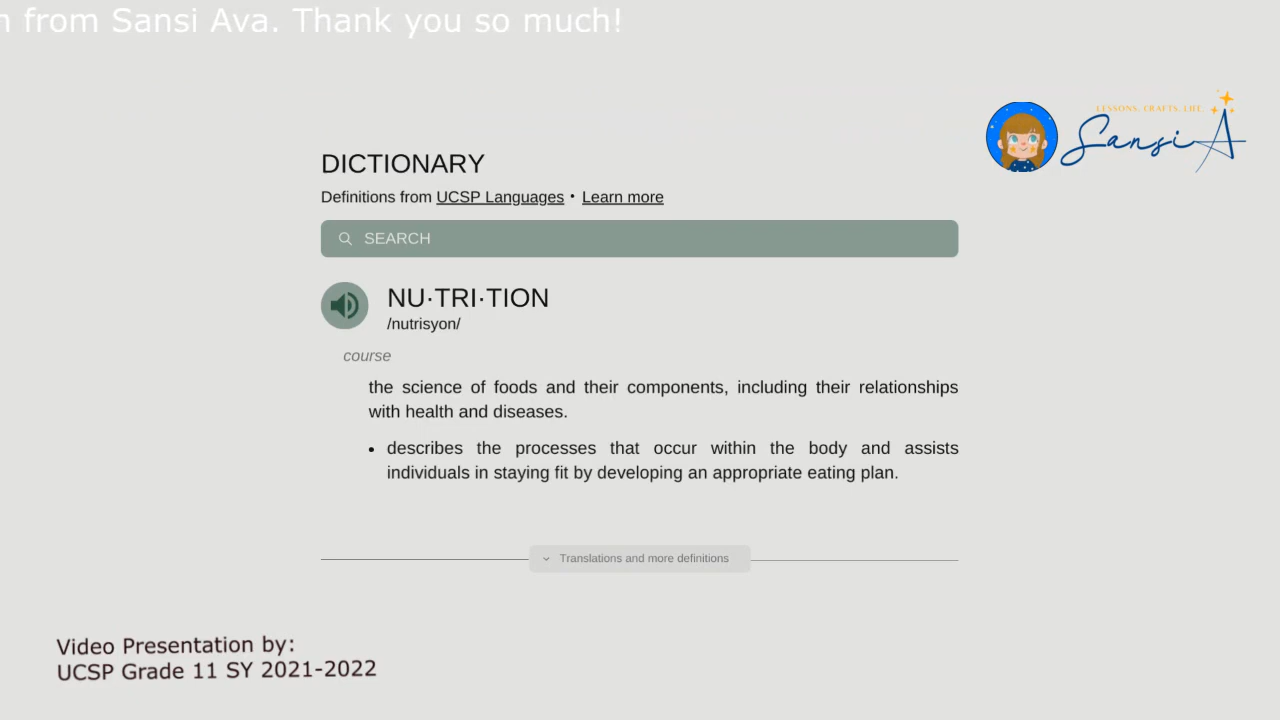 from Sansi Ava. Thank you so much!
LESSONS. CRAFTS. LIFE.
Sansi A
DICTIONARY
Definitions from UCSP Languages • Learn more
SEARCH
NU·TRI·TION
/nutrisyon/
course
the science of foods and their components, including their relationships
with health and diseases.
• describes the processes that occur within the body and assists
individuals in staying fit by developing an appropriate eating plan.
Translations and more definitions
Video Presentation by:
UCSP Grade 11 SY 2021-2022